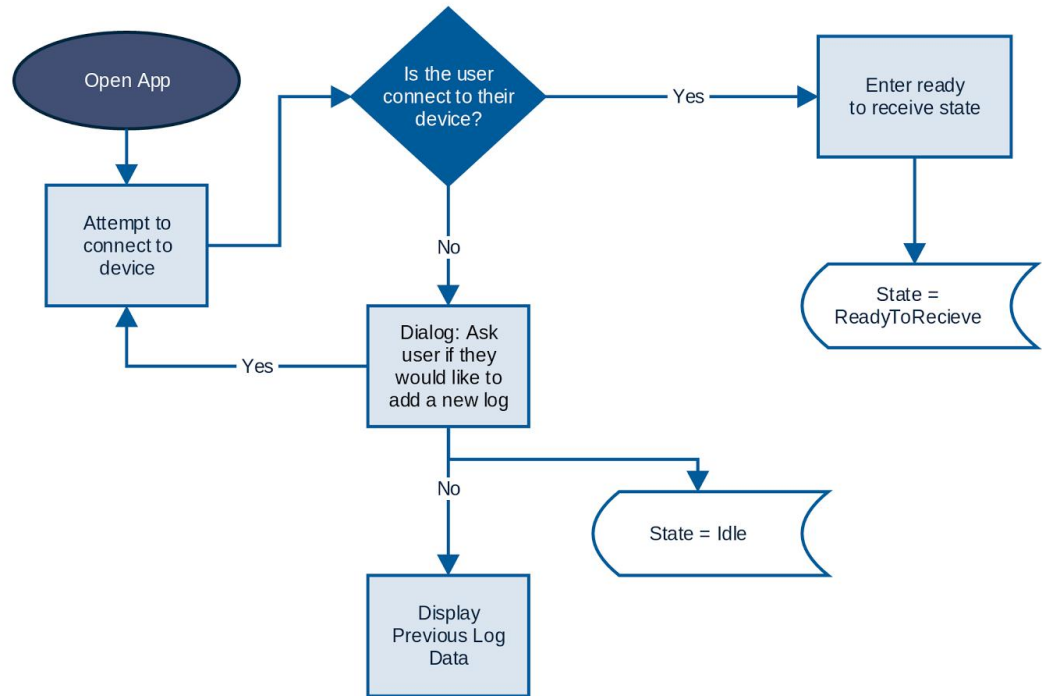 Open App
Is the user
connect to their
device?
Yes
Enter ready
to receive state
Attempt to
connect to
device
No
State =
ReadyToRecieve
Dialog: Ask
user if they
would like to
add a new log
Yes
No
State = Idle
Display
Previous Log
Data